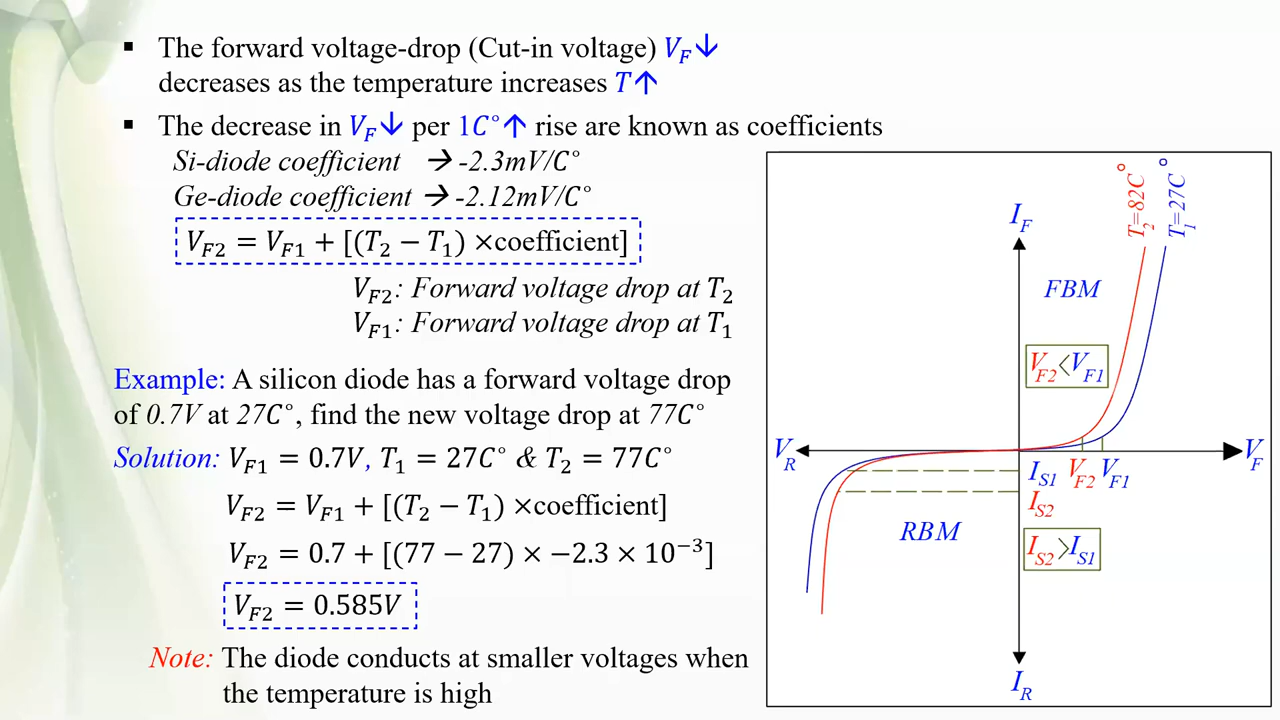 ▪ The forward voltage-drop (Cut-in voltage) V_F↓
decreases as the temperature increases T↑
▪ The decrease in V_F↓ per 1C°↑ rise are known as coefficients
Si-diode coefficient → -2.3mV/C°
Ge-diode coefficient → -2.12mV/C°
V_F2 = V_F1 + [(T_2 − T_1) ×coefficient]
V_F2: Forward voltage drop at T_2
V_F1: Forward voltage drop at T_1
Example: A silicon diode has a forward voltage drop
of 0.7V at 27C°, find the new voltage drop at 77C°
Solution: V_F1 = 0.7V, T_1 = 27C° & T_2 = 77C°
V_F2 = V_F1 + [(T_2 − T_1) ×coefficient]
V_F2 = 0.7 + [(77 − 27) × −2.3 × 10^−3]
V_F2 = 0.585V
Note: The diode conducts at smaller voltages when
the temperature is high
T_2=82C°
T_1=27C°
I_F
FBM
V_F2<V_F1
V_R
V_F
I_S1
V_F2
V_F1
I_S2
RBM
I_S2>I_S1
I_R